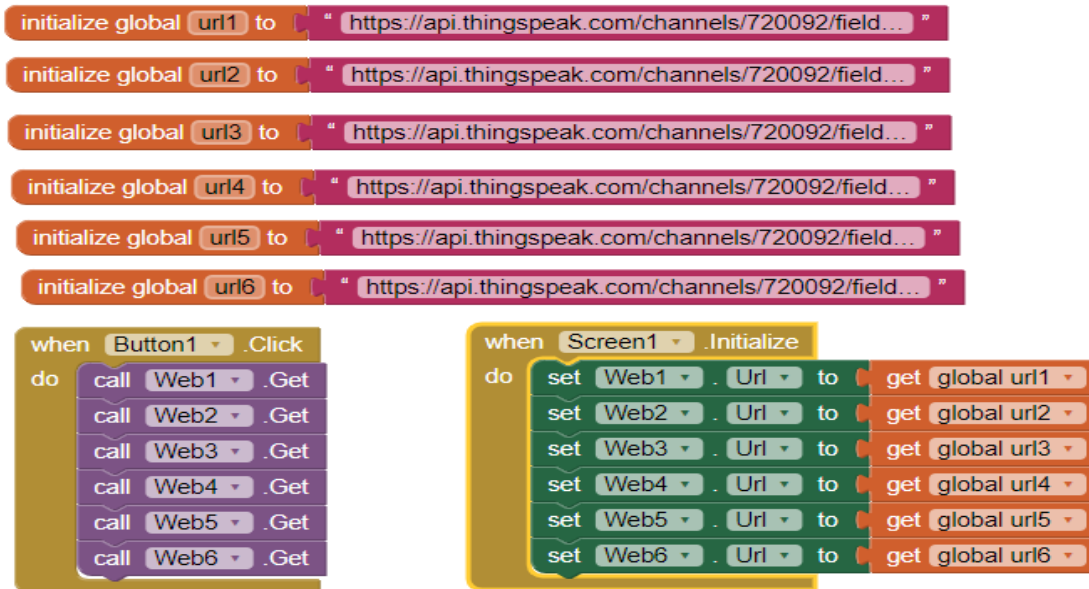 initialize global url1 to " https://api.thingspeak.com/channels/720092/field... "
initialize global url2 to " https://api.thingspeak.com/channels/720092/field... "
initialize global url3 to " https://api.thingspeak.com/channels/720092/field... "
initialize global url4 to " https://api.thingspeak.com/channels/720092/field... "
initialize global url5 to " https://api.thingspeak.com/channels/720092/field... "
initialize global url6 to " https://api.thingspeak.com/channels/720092/field... "
when Button1 .Click
do call Web1 .Get
call Web2 .Get
call Web3 .Get
call Web4 .Get
call Web5 .Get
call Web6 .Get
when Screen1 .Initialize
do set Web1 . Url to get global url1
set Web2 . Url to get global url2
set Web3 . Url to get global url3
set Web4 . Url to get global url4
set Web5 . Url to get global url5
set Web6 . Url to get global url6